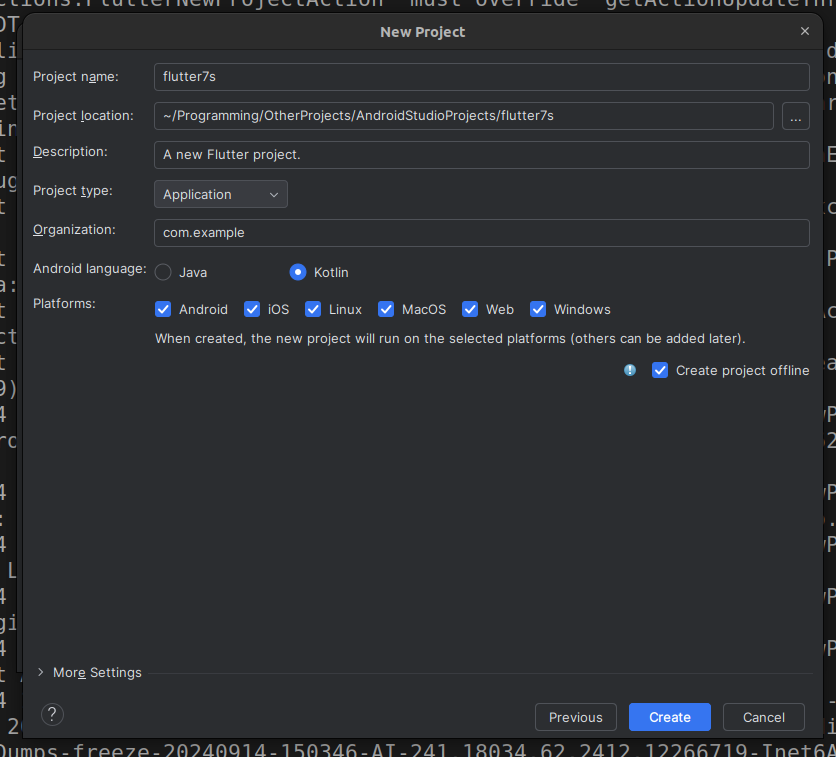 ctions.FlutterNewProjectAction must override getActionUpdateThr
New Project
Project name:
flutter7s
Project location:
~/Programming/OtherProjects/AndroidStudioProjects/flutter7s
...
Description:
A new Flutter project.
Project type:
Application
Organization:
com.example
Android language:
Java
Kotlin
Platforms:
Android
iOS
Linux
MacOS
Web
Windows
When created, the new project will run on the selected platforms (others can be added later).
Create project offline
More Settings
?
Previous
Create
Cancel
Dumps-freeze-20240914-150346-AI-241.18034.62.2412.12266719-Inet6A